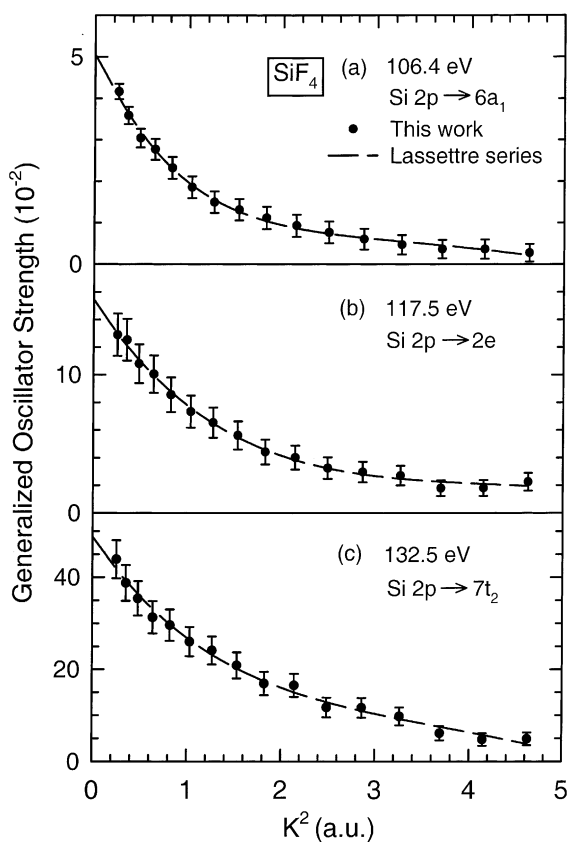 SiF4
(a) 106.4 eV
Si 2p → 6a1
This work
Lassettre series
5
0
(b) 117.5 eV
Si 2p → 2e
10
0
(c) 132.5 eV
Si 2p → 7t2
40
20
0
0 1 2 3 4 5
K² (a.u.)
Generalized Oscillator Strength (10⁻²)